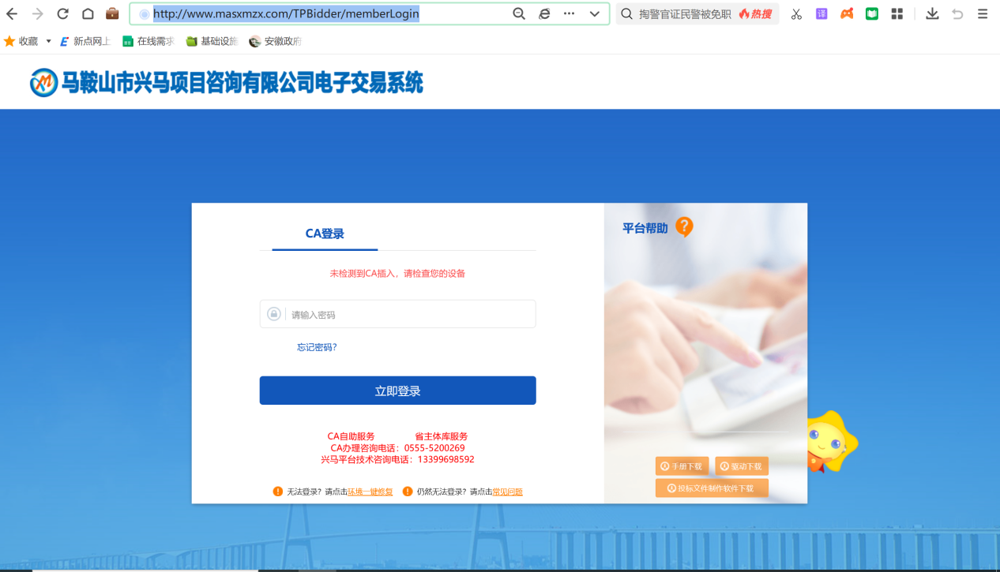 http://www.masxmzx.com/TPBidder/memberLogin
掏警官证民警被免职 热搜
译
收藏 新点网上 在线需求 基础设施 安徽政府
马鞍山市兴马项目咨询有限公司电子交易系统
CA登录
平台帮助 ?
未检测到CA插入，请检查您的设备
请输入密码
忘记密码?
立即登录
CA自助服务 省主体库服务
CA办理咨询电话：0555-5200269
兴马平台技术咨询电话：13399698592
手册下载 驱动下载
投标文件制作软件下载
! 无法登录？请点击环境一键修复 ! 仍然无法登录？请点击常见问题